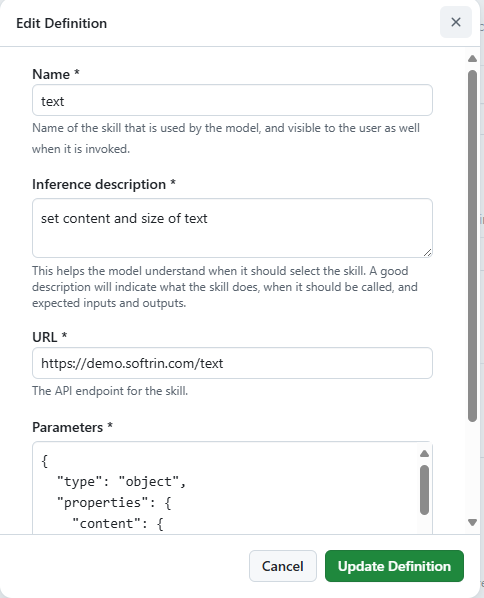 Edit Definition
Name *
text
Name of the skill that is used by the model, and visible to the user as well
when it is invoked.
Inference description *
set content and size of text
This helps the model understand when it should select the skill. A good
description will indicate what the skill does, when it should be called, and
expected inputs and outputs.
URL *
https://demo.softrin.com/text
The API endpoint for the skill.
Parameters *
{
"type": "object",
"properties": {
"content": {
Cancel
Update Definition